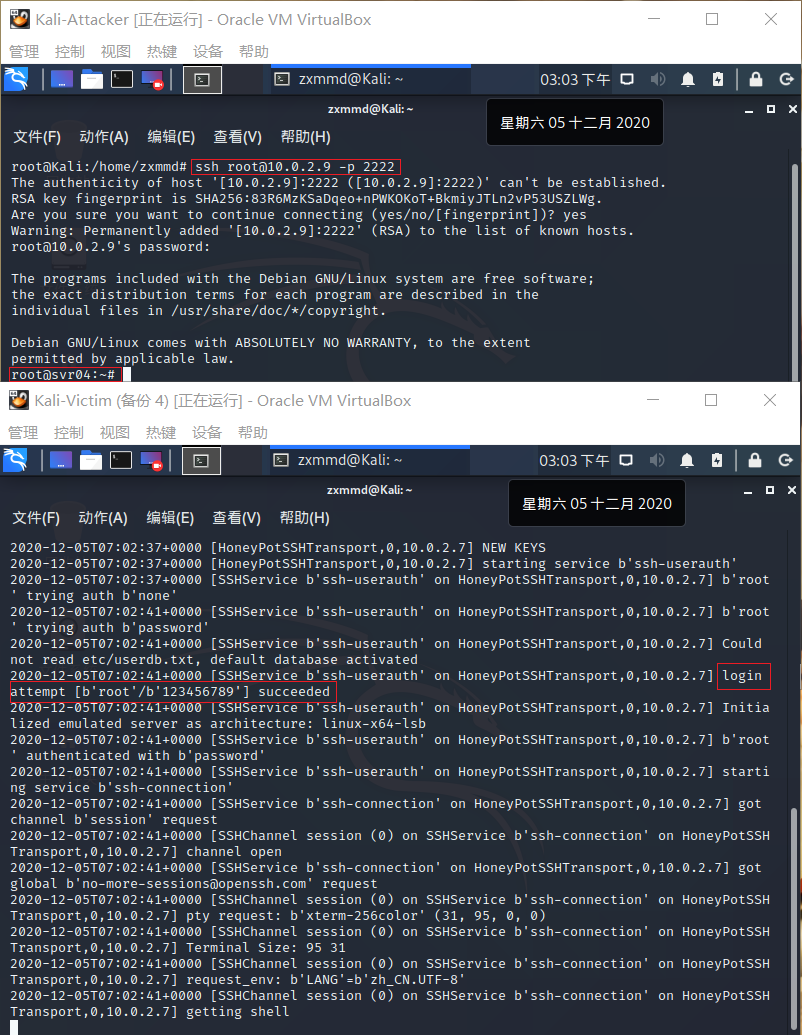 Kali-Attacker [正在运行] - Oracle VM VirtualBox
管理 控制 视图 热键 设备 帮助
zxmmd@Kali: ~ 03:03 下午
zxmmd@Kali: ~
星期六 05 十二月 2020
文件(F) 动作(A) 编辑(E) 查看(V) 帮助(H)
root@Kali:/home/zxmmd# ssh root@10.0.2.9 -p 2222
The authenticity of host '[10.0.2.9]:2222 ([10.0.2.9]:2222)' can't be established.
RSA key fingerprint is SHA256:83R6MzKSaDqeo+nPWKOKoT+BkmiyJTLn2vP53USZLWg.
Are you sure you want to continue connecting (yes/no/[fingerprint])? yes
Warning: Permanently added '[10.0.2.9]:2222' (RSA) to the list of known hosts.
root@10.0.2.9's password:
The programs included with the Debian GNU/Linux system are free software;
the exact distribution terms for each program are described in the
individual files in /usr/share/doc/*/copyright.
Debian GNU/Linux comes with ABSOLUTELY NO WARRANTY, to the extent
permitted by applicable law.
root@svr04:~#
Kali-Victim (备份 4) [正在运行] - Oracle VM VirtualBox
管理 控制 视图 热键 设备 帮助
zxmmd@Kali: ~ 03:03 下午
zxmmd@Kali: ~
星期六 05 十二月 2020
文件(F) 动作(A) 编辑(E) 查看(V) 帮助(H)
2020-12-05T07:02:37+0000 [HoneyPotSSHTransport,0,10.0.2.7] NEW KEYS
2020-12-05T07:02:37+0000 [HoneyPotSSHTransport,0,10.0.2.7] starting service b'ssh-userauth'
2020-12-05T07:02:37+0000 [SSHService b'ssh-userauth' on HoneyPotSSHTransport,0,10.0.2.7] b'root
' trying auth b'none'
2020-12-05T07:02:41+0000 [SSHService b'ssh-userauth' on HoneyPotSSHTransport,0,10.0.2.7] b'root
' trying auth b'password'
2020-12-05T07:02:41+0000 [SSHService b'ssh-userauth' on HoneyPotSSHTransport,0,10.0.2.7] Could
not read etc/userdb.txt, default database activated
2020-12-05T07:02:41+0000 [SSHService b'ssh-userauth' on HoneyPotSSHTransport,0,10.0.2.7] login
attempt [b'root'/b'123456789'] succeeded
2020-12-05T07:02:41+0000 [SSHService b'ssh-userauth' on HoneyPotSSHTransport,0,10.0.2.7] Initia
lized emulated server as architecture: linux-x64-lsb
2020-12-05T07:02:41+0000 [SSHService b'ssh-userauth' on HoneyPotSSHTransport,0,10.0.2.7] b'root
' authenticated with b'password'
2020-12-05T07:02:41+0000 [SSHService b'ssh-userauth' on HoneyPotSSHTransport,0,10.0.2.7] starti
ng service b'ssh-connection'
2020-12-05T07:02:41+0000 [SSHService b'ssh-connection' on HoneyPotSSHTransport,0,10.0.2.7] got
channel b'session' request
2020-12-05T07:02:41+0000 [SSHChannel session (0) on SSHService b'ssh-connection' on HoneyPotSSH
Transport,0,10.0.2.7] channel open
2020-12-05T07:02:41+0000 [SSHService b'ssh-connection' on HoneyPotSSHTransport,0,10.0.2.7] got
global b'no-more-sessions@openssh.com' request
2020-12-05T07:02:41+0000 [SSHChannel session (0) on SSHService b'ssh-connection' on HoneyPotSSH
Transport,0,10.0.2.7] pty request: b'xterm-256color' (31, 95, 0, 0)
2020-12-05T07:02:41+0000 [SSHChannel session (0) on SSHService b'ssh-connection' on HoneyPotSSH
Transport,0,10.0.2.7] Terminal Size: 95 31
2020-12-05T07:02:41+0000 [SSHChannel session (0) on SSHService b'ssh-connection' on HoneyPotSSH
Transport,0,10.0.2.7] request_env: b'LANG'=b'zh_CN.UTF-8'
2020-12-05T07:02:41+0000 [SSHChannel session (0) on SSHService b'ssh-connection' on HoneyPotSSH
Transport,0,10.0.2.7] getting shell